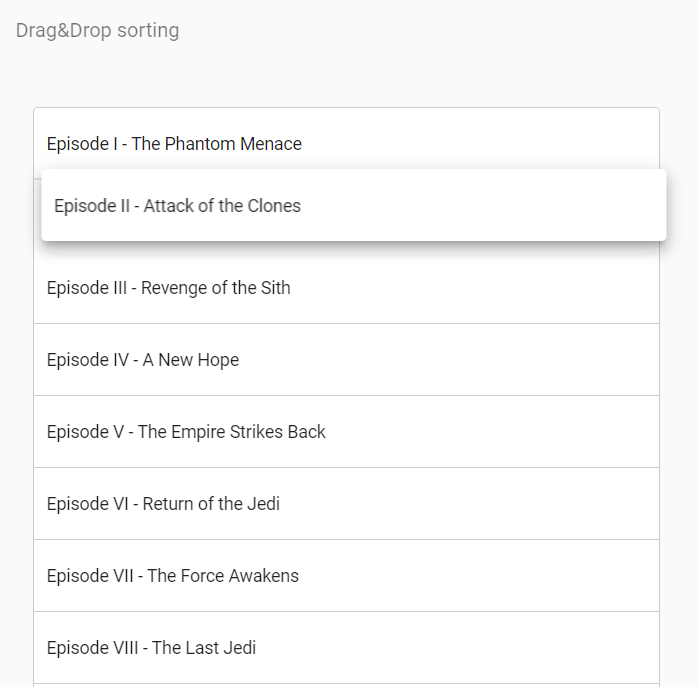 Drag&Drop sorting
Episode I - The Phantom Menace
Episode II - Attack of the Clones
Episode III - Revenge of the Sith
Episode IV - A New Hope
Episode V - The Empire Strikes Back
Episode VI - Return of the Jedi
Episode VII - The Force Awakens
Episode VIII - The Last Jedi